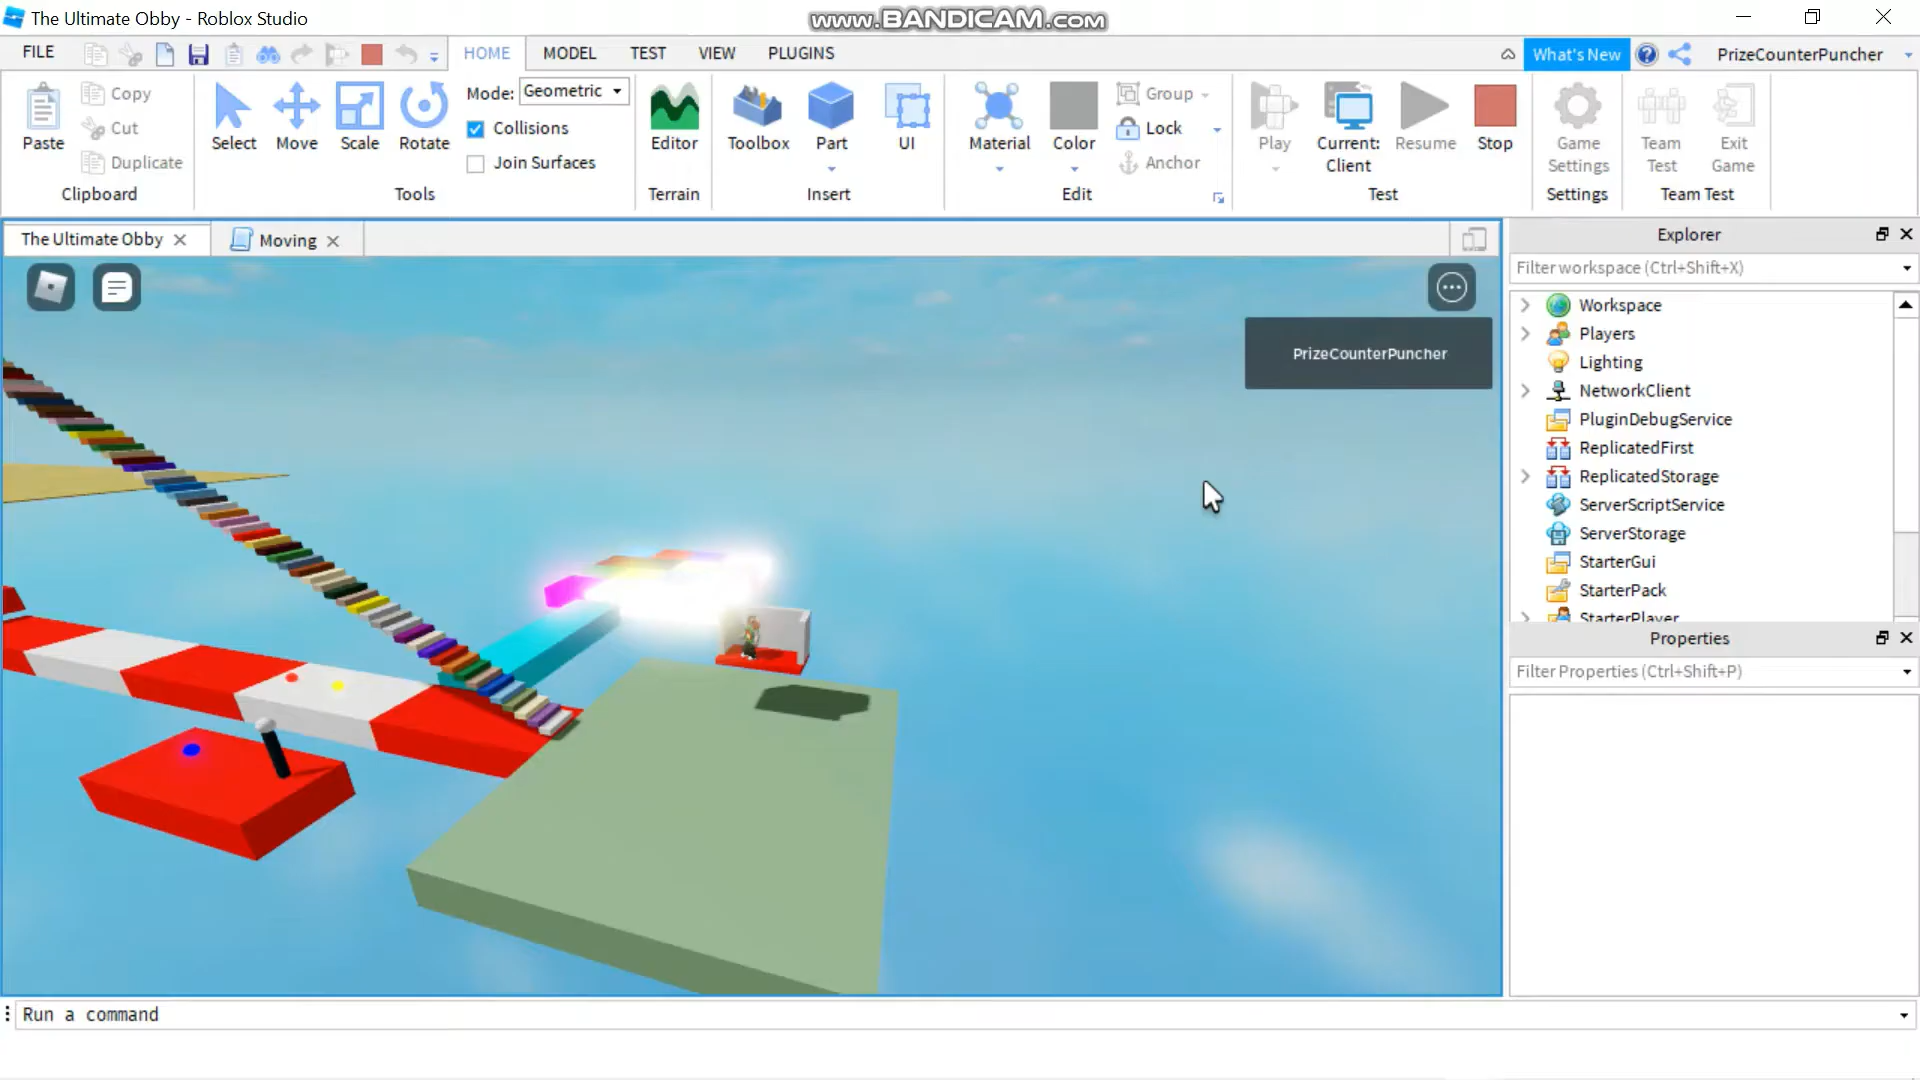 The Ultimate Obby - Roblox Studio
www.BANDICAM.com
FILE
HOME
MODEL
TEST
VIEW
PLUGINS
What's New
PrizeCounterPuncher
Paste
Copy
Cut
Duplicate
Clipboard
Select
Move
Scale
Rotate
Mode: Geometric
Collisions
Join Surfaces
Tools
Editor
Terrain
Toolbox
Part
UI
Insert
Material
Color
Group
Lock
Anchor
Edit
Play
Current:
Client
Resume
Stop
Test
Game
Settings
Settings
Team
Test
Exit
Game
Team Test
The Ultimate Obby
Moving
PrizeCounterPuncher
Explorer
Filter workspace (Ctrl+Shift+X)
Workspace
Players
Lighting
NetworkClient
PluginDebugService
ReplicatedFirst
ReplicatedStorage
ServerScriptService
ServerStorage
StarterGui
StarterPack
StarterPlayer
Properties
Filter Properties (Ctrl+Shift+P)
Run a command